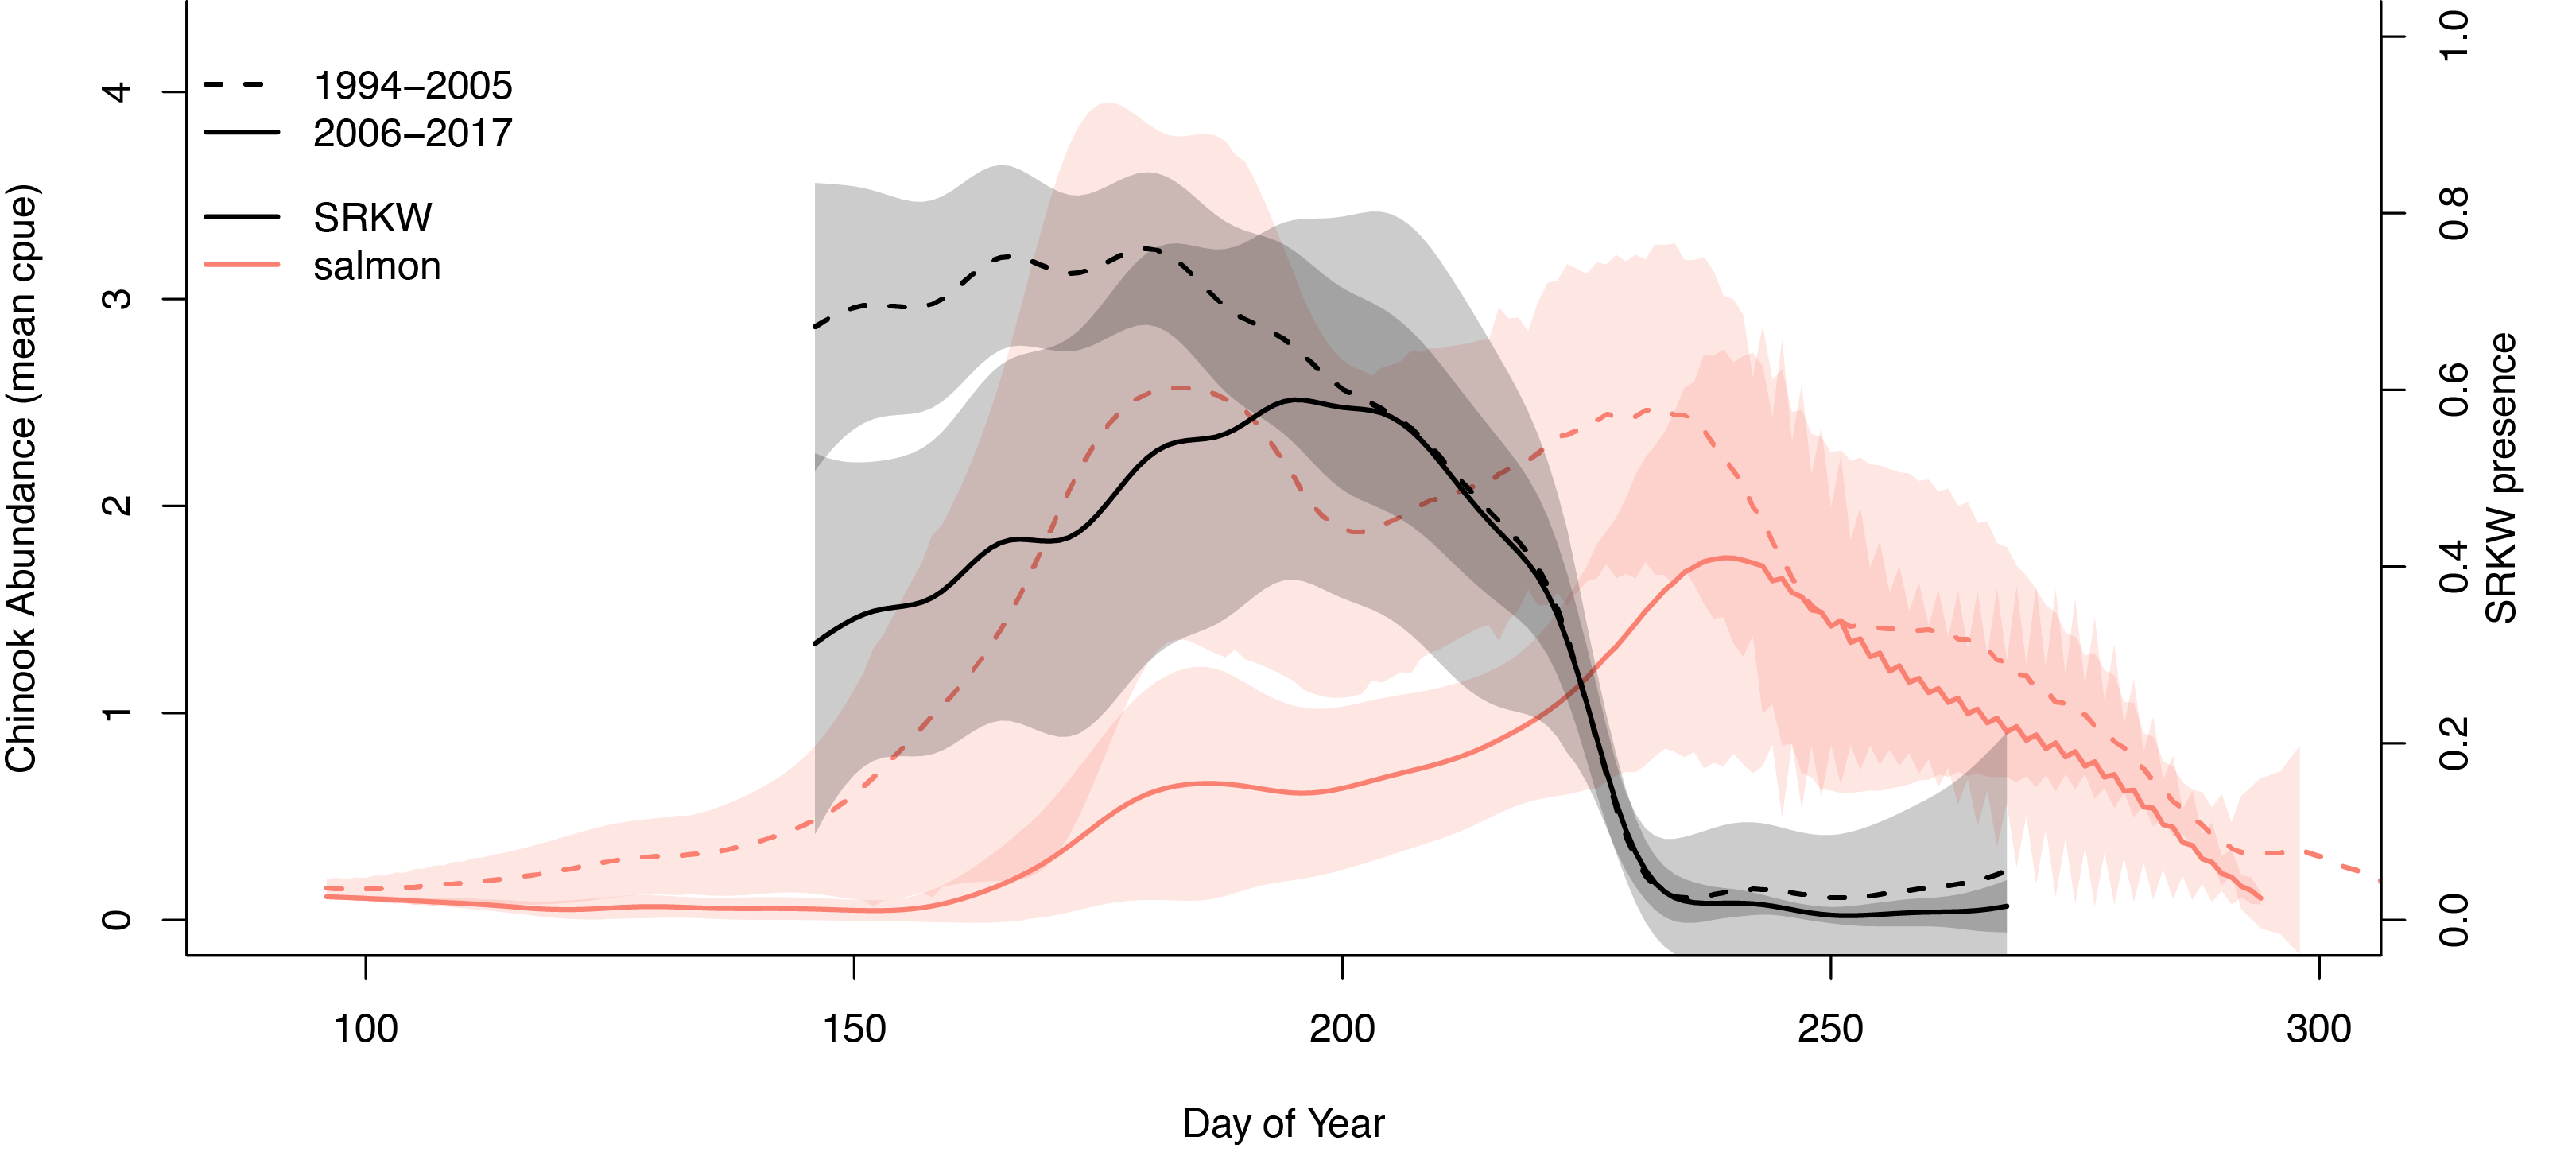 1994–2005
2006–2017
SRKW
salmon
Chinook Abundance (mean cpue)
4
3
2
1
0
1.0
0.8
0.6
0.4
0.2
0.0
SRKW presence
100 150 200 250 300
Day of Year